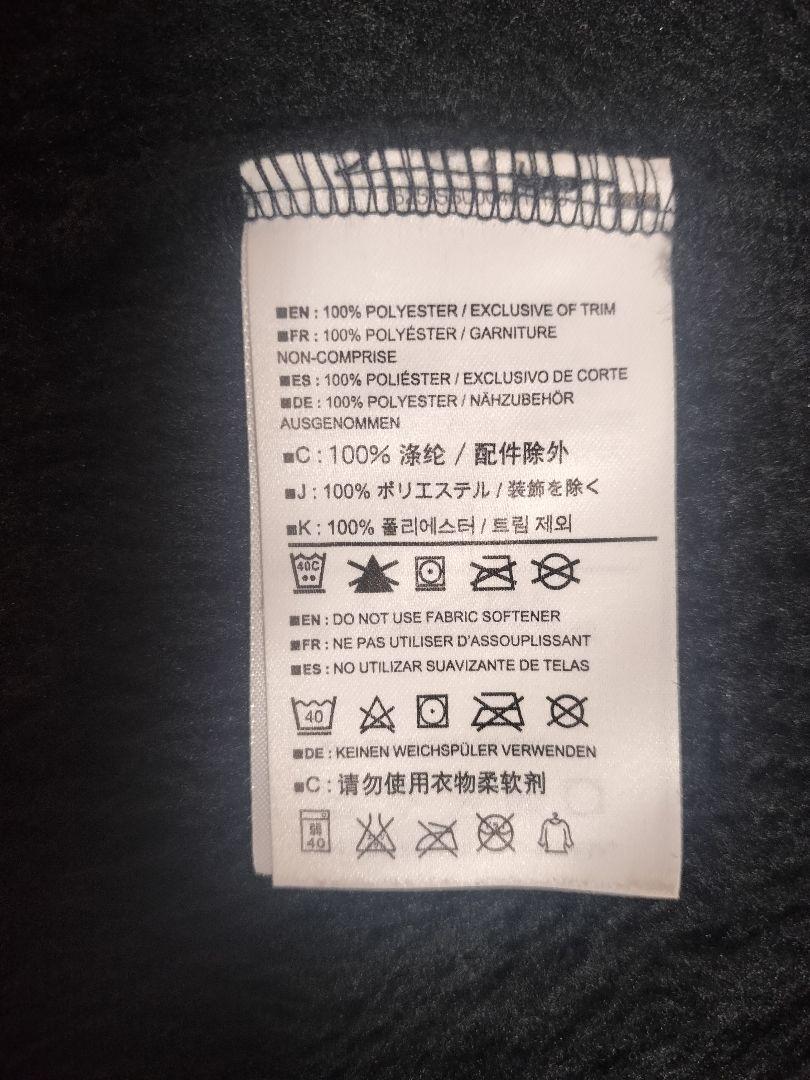 ■EN : 100% POLYESTER / EXCLUSIVE OF TRIM
■FR : 100% POLYÉSTER / GARNITURE
NON-COMPRISE
■ES : 100% POLIÉSTER / EXCLUSIVO DE CORTE
■DE : 100% POLYESTER / NÄHZUBEHÖR
AUSGENOMMEN
■C : 100% 涤纶 / 配件除外
■J : 100% ポリエステル / 装飾を除く
■K : 100% 폴리에스터 / 트림 제외
40C
■EN : DO NOT USE FABRIC SOFTENER
■FR : NE PAS UTILISER D'ASSOUPLISSANT
■ES : NO UTILIZAR SUAVIZANTE DE TELAS
40
■DE : KEINEN WEICHSPÜLER VERWENDEN
■C : 请勿使用衣物柔软剂
弱
40